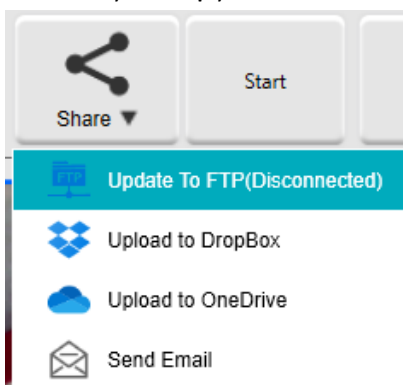 Share ▼
Start
FTP
Update To FTP(Disconnected)
Upload to DropBox
Upload to OneDrive
Send Email